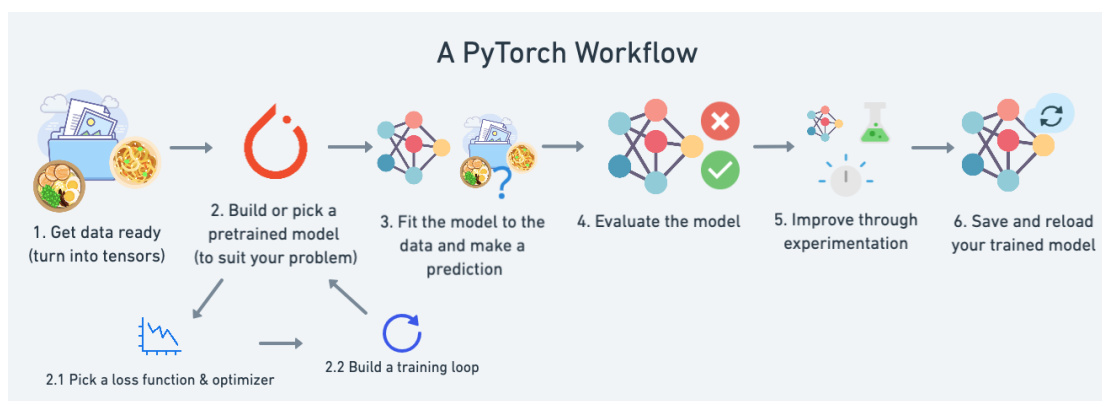 A PyTorch Workflow
1. Get data ready
(turn into tensors)
2. Build or pick a
pretrained model
(to suit your problem)
3. Fit the model to the
data and make a
prediction
4. Evaluate the model
5. Improve through
experimentation
6. Save and reload
your trained model
2.1 Pick a loss function & optimizer
2.2 Build a training loop